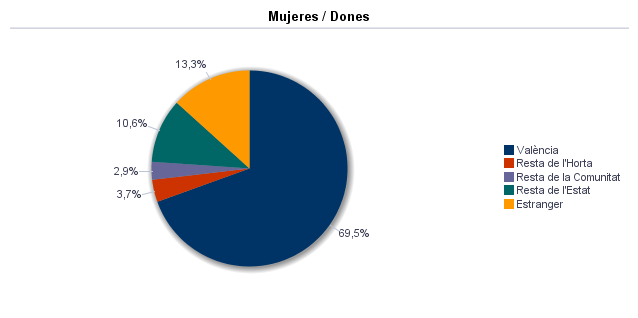 Mujeres / Dones
13,3%
10,6%
2,9%
3,7%
69,5%
València
Resta de l'Horta
Resta de la Comunitat
Resta de l'Estat
Estranger